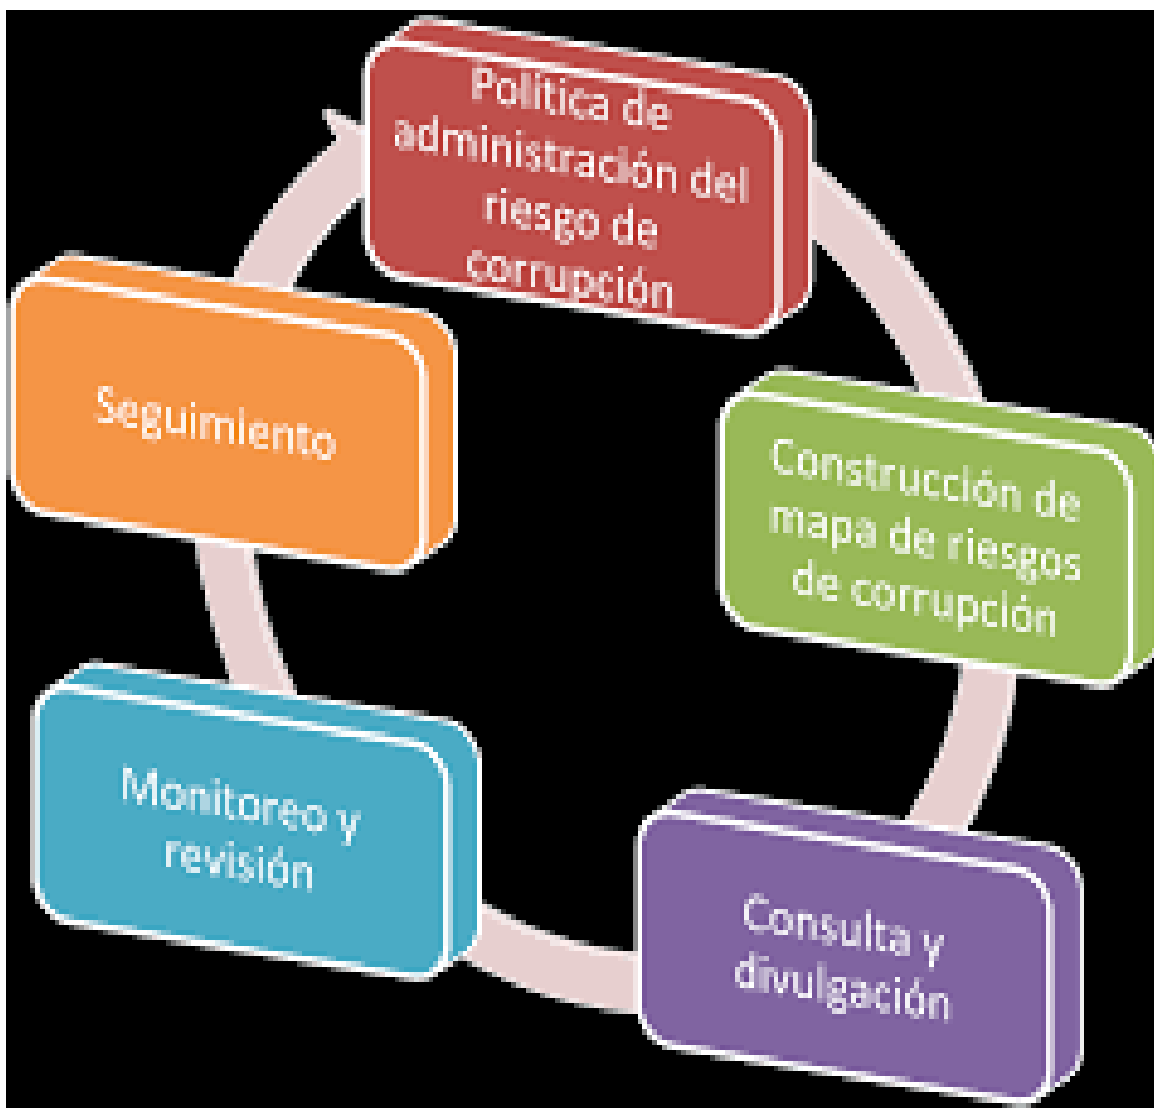 Política de
administración del
riesgo de
corrupción
Construcción de
mapa de riesgos
de corrupción
Consulta y
divulgación
Monitoreo y
revisión
Seguimiento